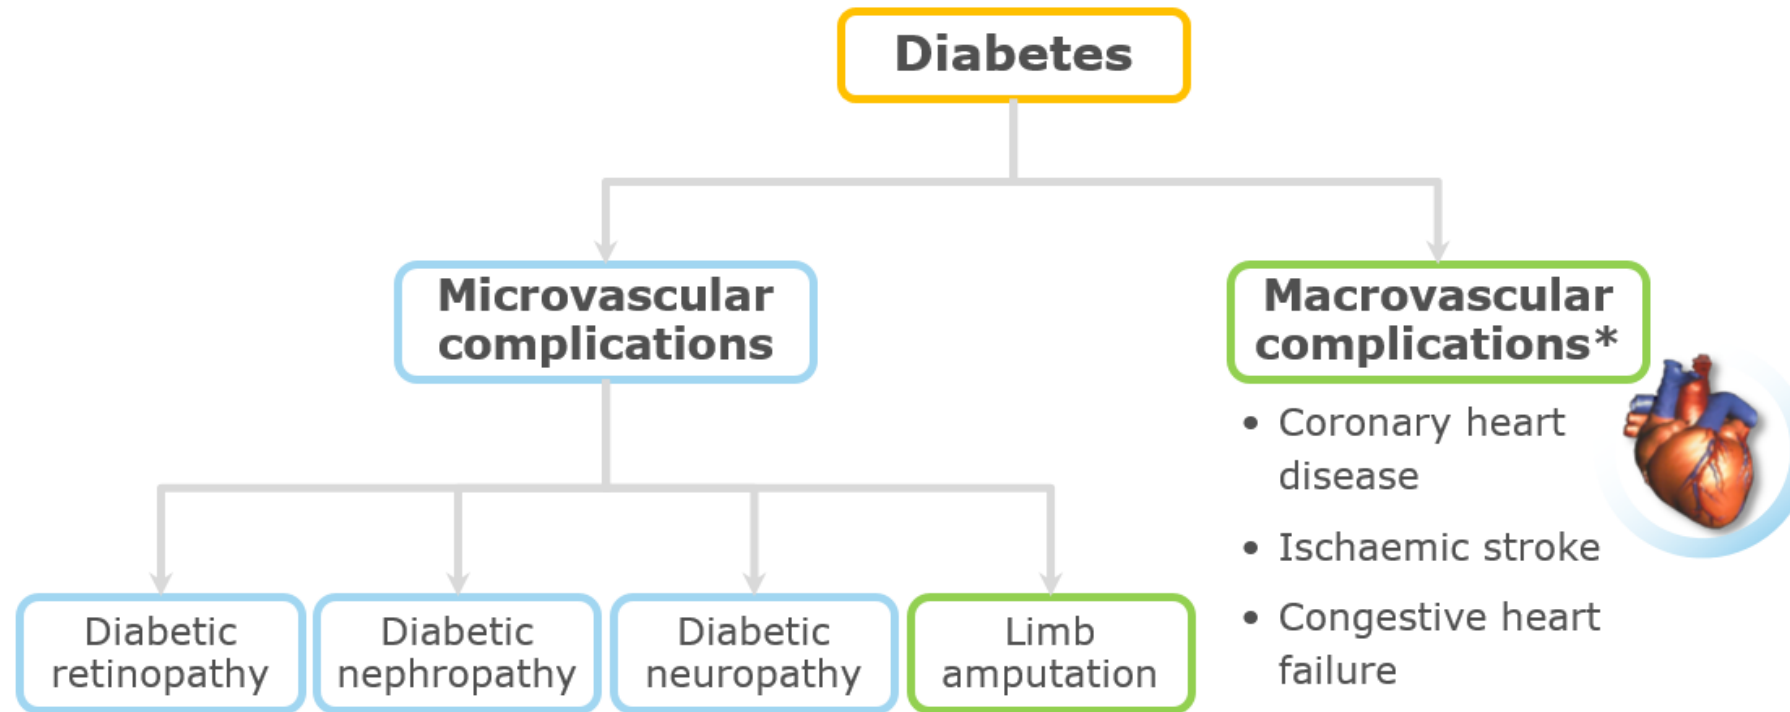 Diabetes
Microvascular
complications
Macrovascular
complications*
• Coronary heart
disease
• Ischaemic stroke
• Congestive heart
failure
Diabetic
retinopathy
Diabetic
nephropathy
Diabetic
neuropathy
Limb
amputation